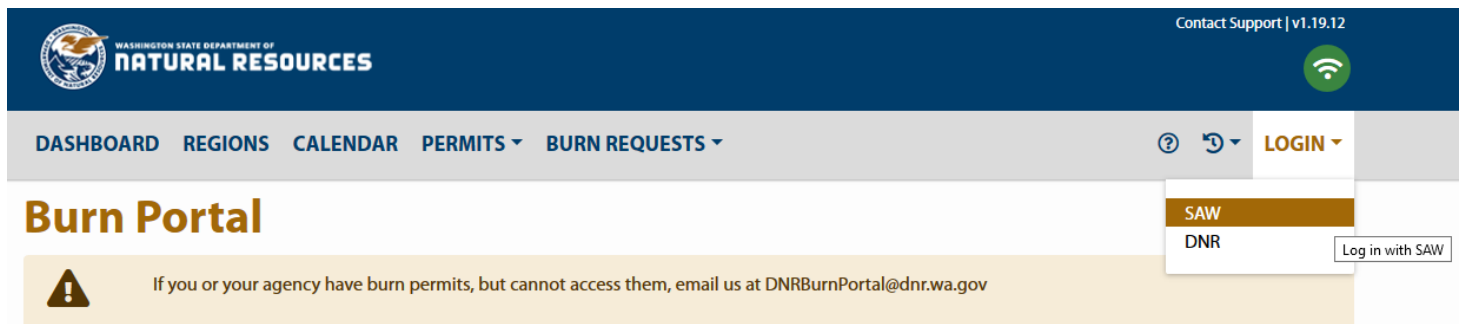 Contact Support | v1.19.12
WASHINGTON STATE DEPARTMENT OF
NATURAL RESOURCES
DASHBOARD REGIONS CALENDAR PERMITS BURN REQUESTS LOGIN
Burn Portal
SAW
DNR
Log in with SAW
If you or your agency have burn permits, but cannot access them, email us at DNRBurnPortal@dnr.wa.gov